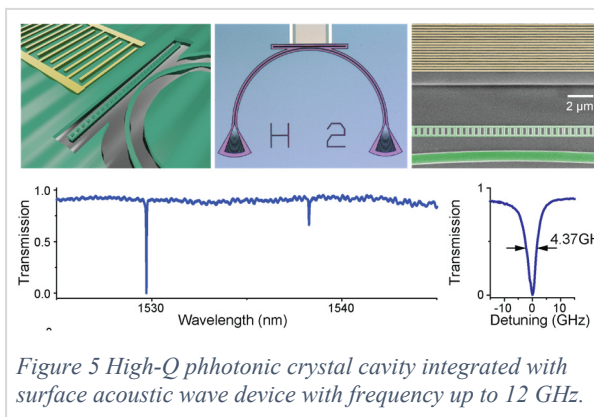 H 2
2 µm
1.0
0.5
0.0
Transmission
1530
1540
Wavelength (nm)
1
0
Transmission
4.37GH
-10
0
10
Detuning (GHz)
Figure 5 High-Q phhotonic crystal cavity integrated with
surface acoustic wave device with frequency up to 12 GHz.